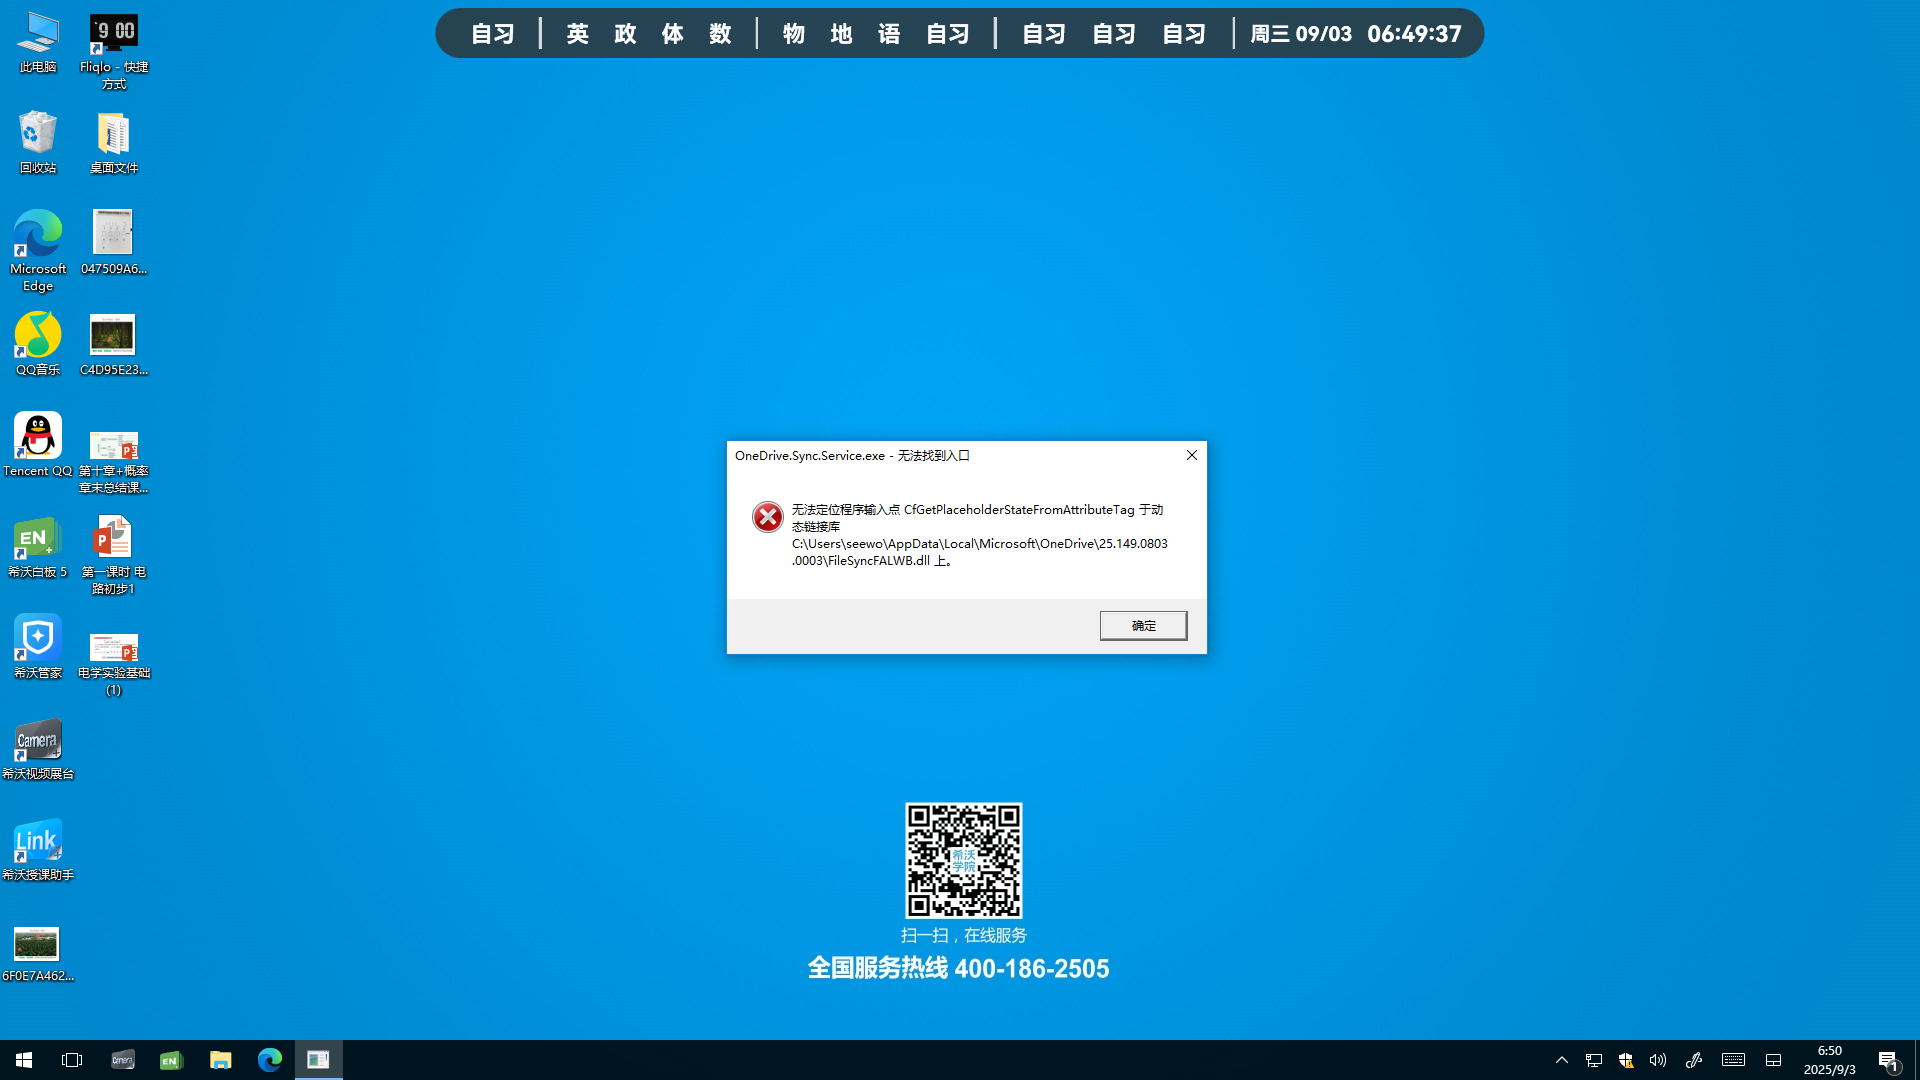 自习 | 英 政 体 数 | 物 地 语 自习 | 自习 自习 自习 | 周三 09/03 06:49:37
此电脑
Fliqlo - 快捷
方式
9 00
回收站
桌面文件
Microsoft
Edge
047509A6...
QQ音乐
C4D95E23...
Tencent QQ
第十章+概率
章末总结课...
EN
希沃白板 5
第一课时 电
路初步1
希沃管家
电学实验基础
(1)
Camera
希沃视频展台
Link
希沃授课助手
6F0E7A462...
OneDrive.Sync.Service.exe - 无法找到入口
无法定位程序输入点 CfGetPlaceholderStateFromAttributeTag 于动
态链接库
C:\Users\seewo\AppData\Local\Microsoft\OneDrive\25.149.0803
.0003\FileSyncFALWB.dll 上。
确定
希沃
学院
扫一扫，在线服务
全国服务热线 400-186-2505
Camera
EN
6:50
2025/9/3
1